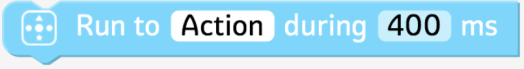 Run to Action during 400 ms